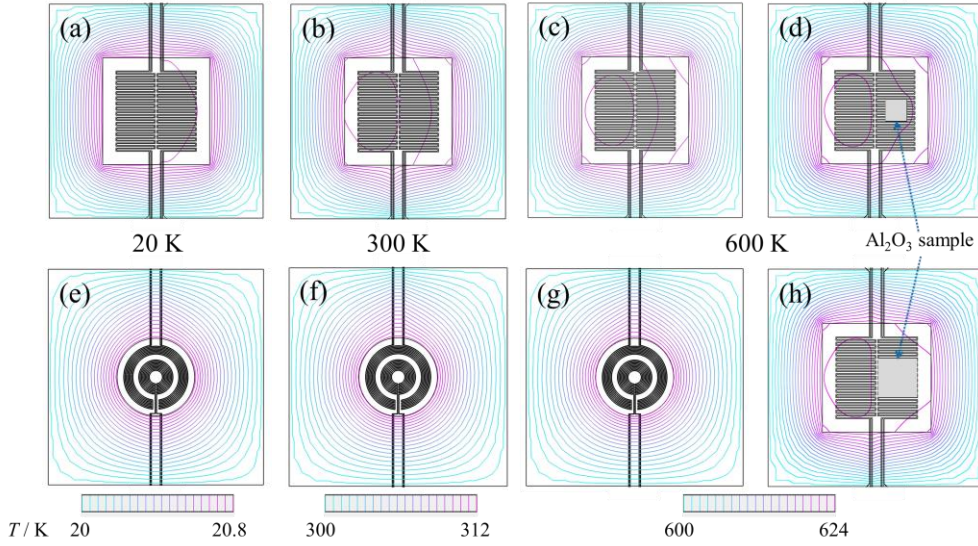 (a) (b) (c) (d)
20 K 300 K 600 K Al₂O₃ sample
(e) (f) (g) (h)
T / K 20 20.8 300 312 600 624